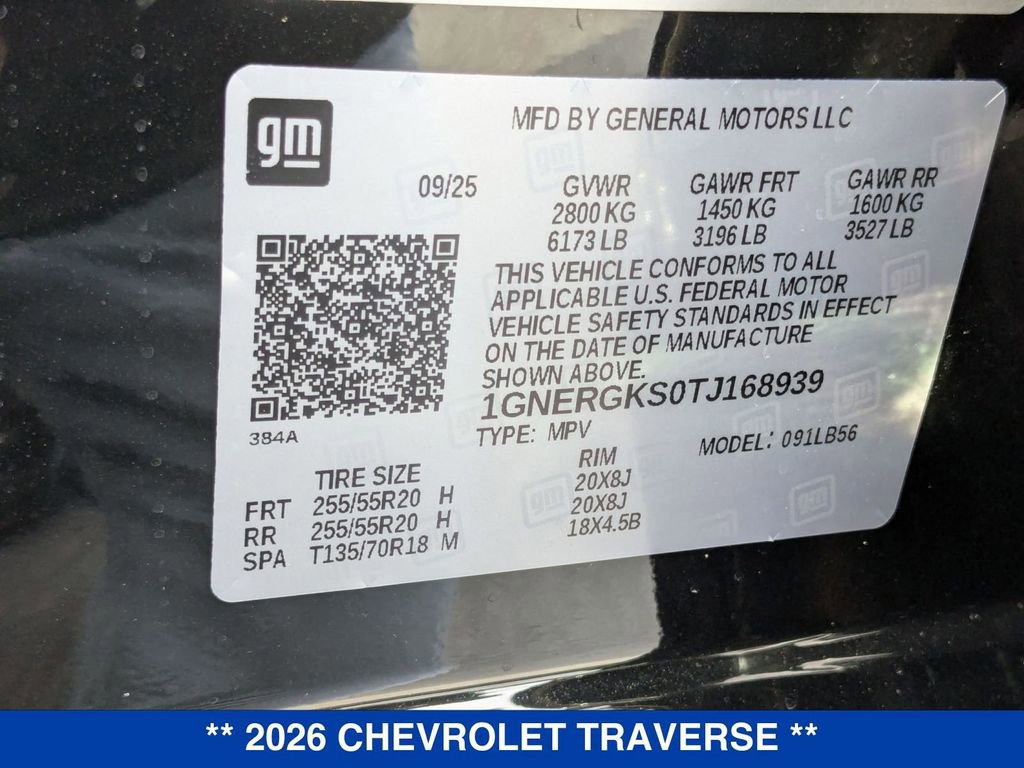 gm
MFD BY GENERAL MOTORS LLC
09/25 GVWR GAWR FRT GAWR RR
2800 KG 1450 KG 1600 KG
6173 LB 3196 LB 3527 LB
THIS VEHICLE CONFORMS TO ALL
APPLICABLE U.S. FEDERAL MOTOR
VEHICLE SAFETY STANDARDS IN EFFECT
ON THE DATE OF MANUFACTURE
SHOWN ABOVE.
1GNERGKS0TJ168939
384A
TYPE: MPV MODEL: 091LB56
TIRE SIZE RIM
FRT 255/55R20 H 20X8J
RR 255/55R20 H 20X8J
SPA T135/70R18 M 18X4.5B
** 2026 CHEVROLET TRAVERSE **